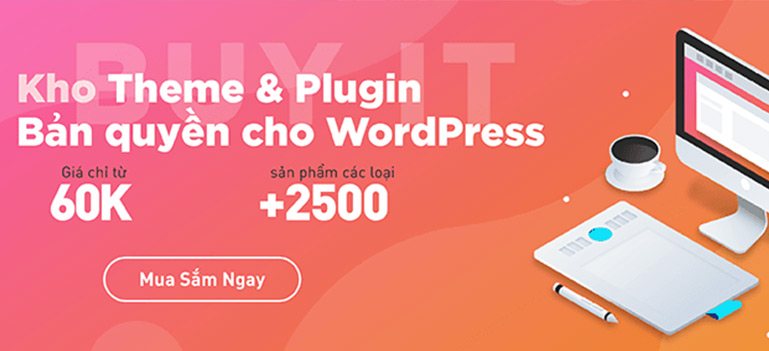 BUY IT
Kho Theme & Plugin
Bản quyền cho WordPress
Giá chỉ từ
60K
sản phẩm các loại
+2500
Mua Sắm Ngay